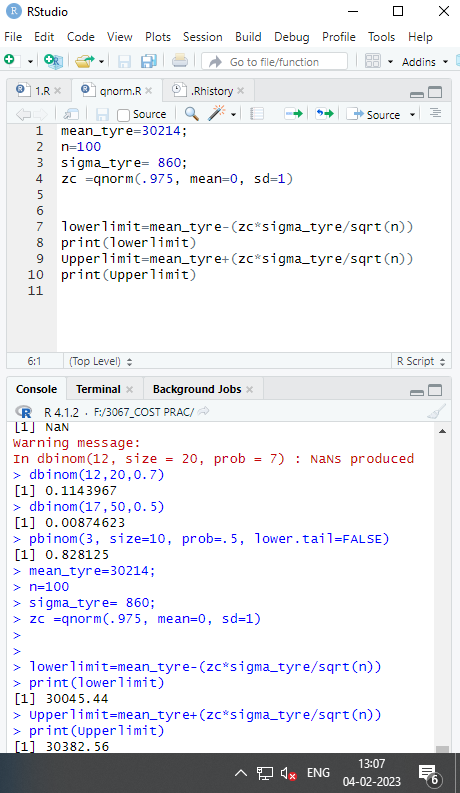 RStudio
File Edit Code View Plots Session Build Debug Profile Tools Help
Go to file/function Addins
1.R qnorm.R .Rhistory
Source Source
1 mean_tyre=30214;
2 n=100
3 sigma_tyre= 860;
4 zc =qnorm(.975, mean=0, sd=1)
5
6
7 lowerlimit=mean_tyre-(zc*sigma_tyre/sqrt(n))
8 print(lowerlimit)
9 Upperlimit=mean_tyre+(zc*sigma_tyre/sqrt(n))
10 print(Upperlimit)
11
6:1 (Top Level) R Script
Console Terminal Background Jobs
R 4.1.2 · F:/3067_COST PRAC/
[1] NaN
Warning message:
In dbinom(12, size = 20, prob = 7) : NaNs produced
> dbinom(12,20,0.7)
[1] 0.1143967
> dbinom(17,50,0.5)
[1] 0.00874623
> pbinom(3, size=10, prob=.5, lower.tail=FALSE)
[1] 0.828125
> mean_tyre=30214;
> n=100
> sigma_tyre= 860;
> zc =qnorm(.975, mean=0, sd=1)
>
>
> lowerlimit=mean_tyre-(zc*sigma_tyre/sqrt(n))
> print(lowerlimit)
[1] 30045.44
> Upperlimit=mean_tyre+(zc*sigma_tyre/sqrt(n))
> print(Upperlimit)
[1] 30382.56
ENG 13:07
04-02-2023 6